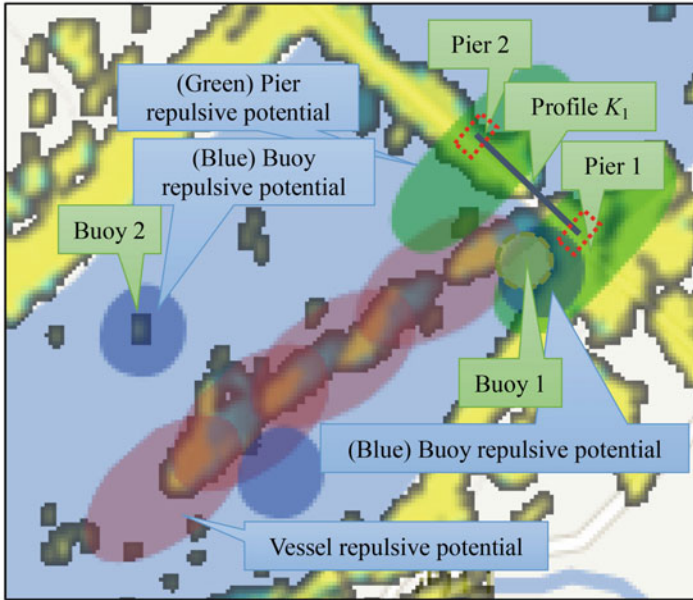 Pier 2
(Green) Pier
repulsive potential
Profile K₁
(Blue) Buoy
repulsive potential
Pier 1
Buoy 2
Buoy 1
(Blue) Buoy repulsive potential
Vessel repulsive potential